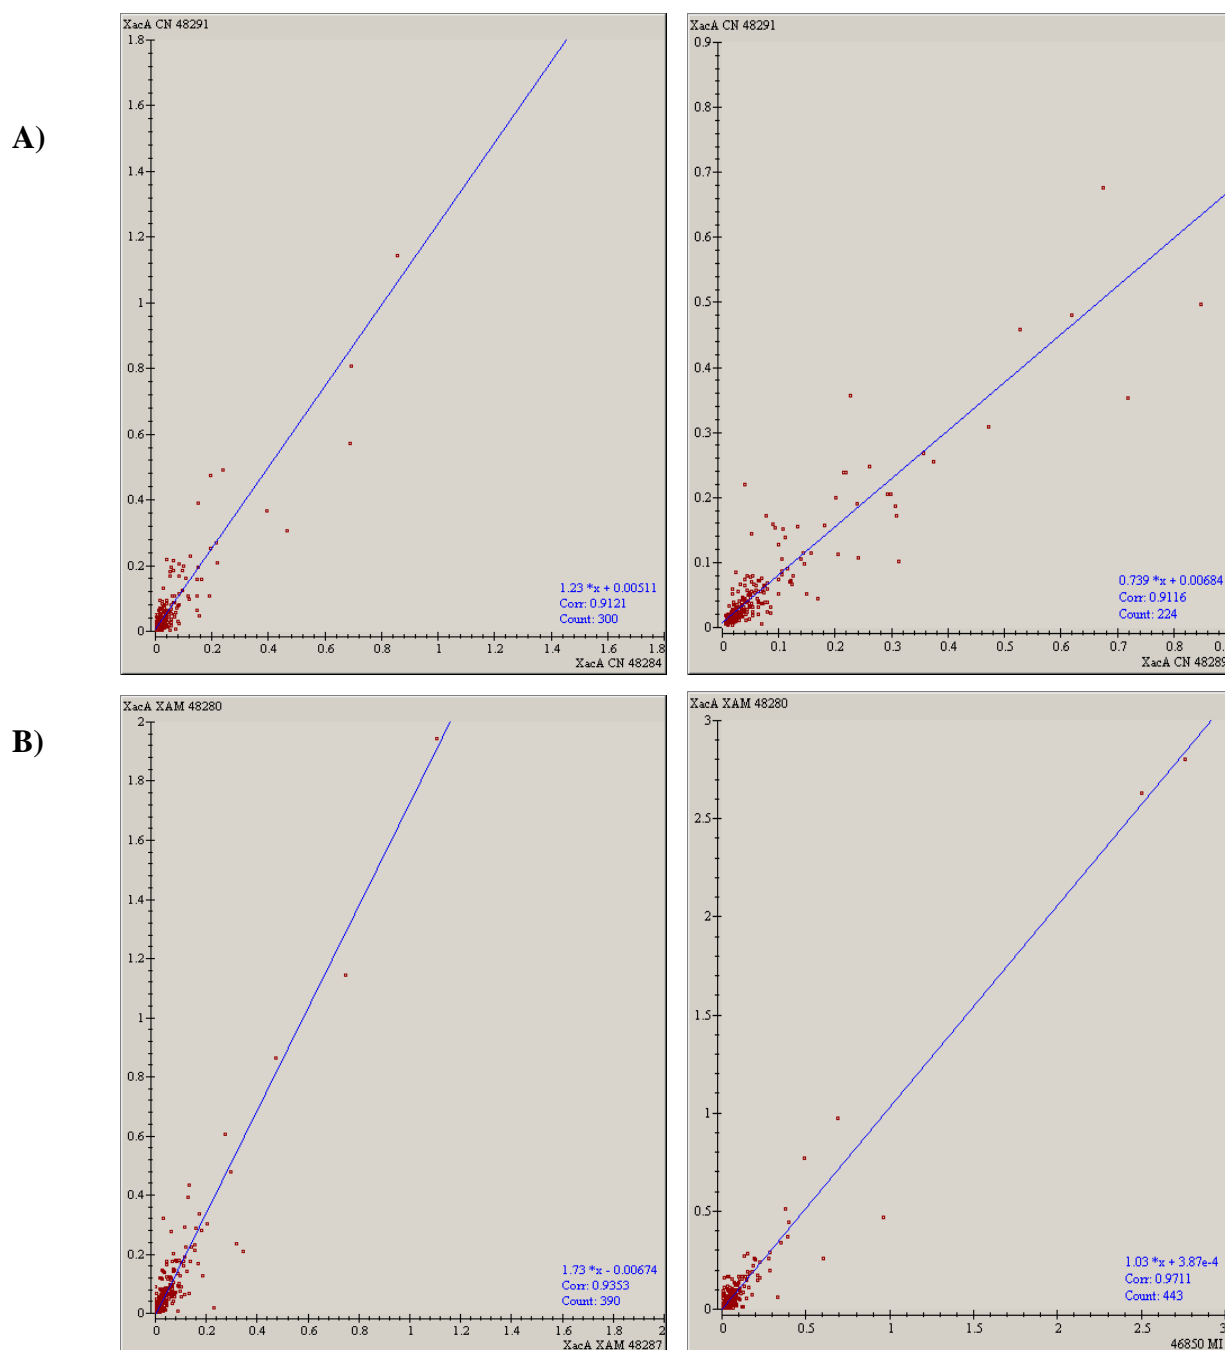 A)
XacA CN 48291
1.8
1.6
1.4
1.2
1
0.8
0.6
0.4
0.2
0
0 0.2 0.4 0.6 0.8 1 1.2 1.4 1.6 1.8
1.23 *x + 0.00511
Corr: 0.9121
Count: 300
XacA CN 48284
XacA CN 48291
0.9
0.8
0.7
0.6
0.5
0.4
0.3
0.2
0.1
0
0 0.1 0.2 0.3 0.4 0.5 0.6 0.7 0.8
0.739 *x + 0.00684
Corr: 0.9116
Count: 224
XacA CN 48289
B)
XacA XAM 48280
2
1.8
1.6
1.4
1.2
1
0.8
0.6
0.4
0.2
0
0 0.2 0.4 0.6 0.8 1 1.2 1.4 1.6 1.8 2
1.73 *x - 0.00674
Corr: 0.9353
Count: 390
XacA XAM 48287
XacA XAM 48280
3
2.5
2
1.5
1
0.5
0
0 0.5 1 1.5 2 2.5 3
1.03 *x + 3.87e-4
Corr: 0.9711
Count: 443
46850 MI